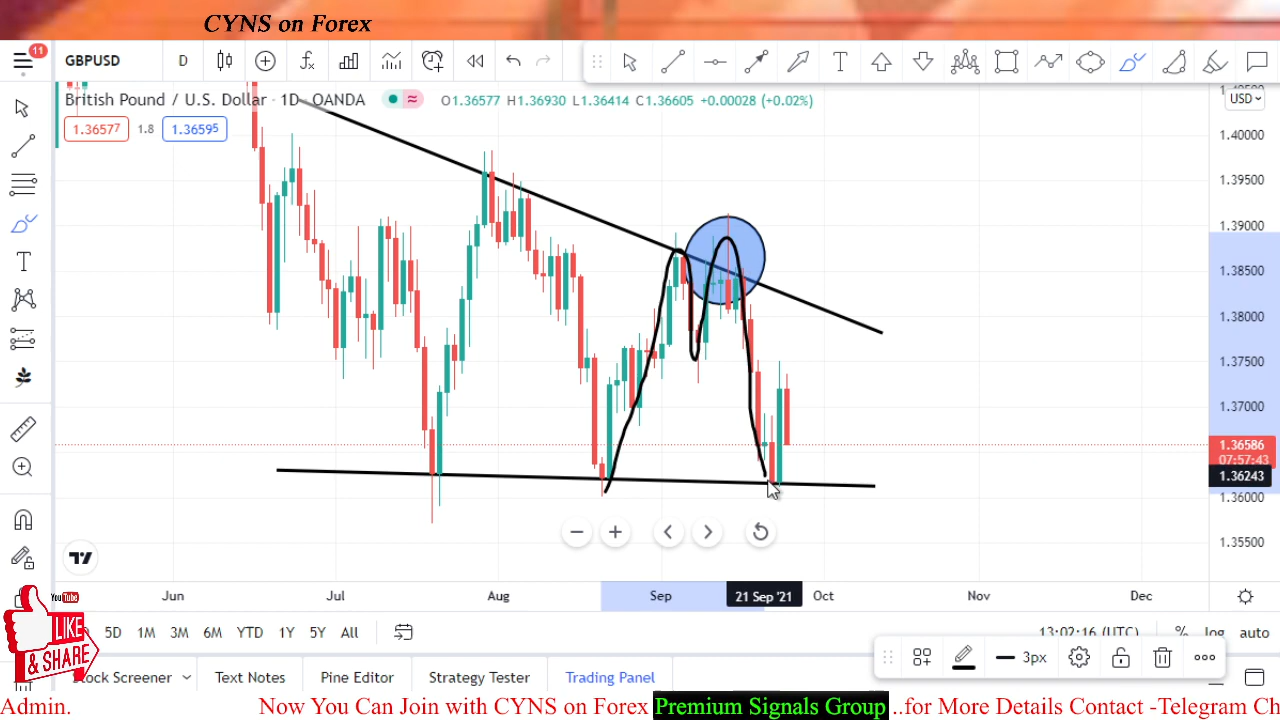 CYNS on Forex
11
GBPUSD D
British Pound / U.S. Dollar · 1D · OANDA O1.36577 H1.36930 L1.36414 C1.36605 +0.00028 (+0.02%)
1.36577 1.8 1.36595
USD
1.40000
1.39500
1.39000
1.38500
1.38000
1.37500
1.37000
1.36586
07:57:43
1.36243
1.36000
1.35500
Jun Jul Aug Sep 21 Sep '21 Oct Nov Dec
YouTube
LIKE
& SHARE
5D 1M 3M 6M YTD 1Y 5Y All 13:02:16 (UTC) % log auto
3px
Stock Screener Text Notes Pine Editor Strategy Tester Trading Panel
Admin. Now You Can Join with CYNS on Forex Premium Signals Group ..for More Details Contact -Telegram Ch